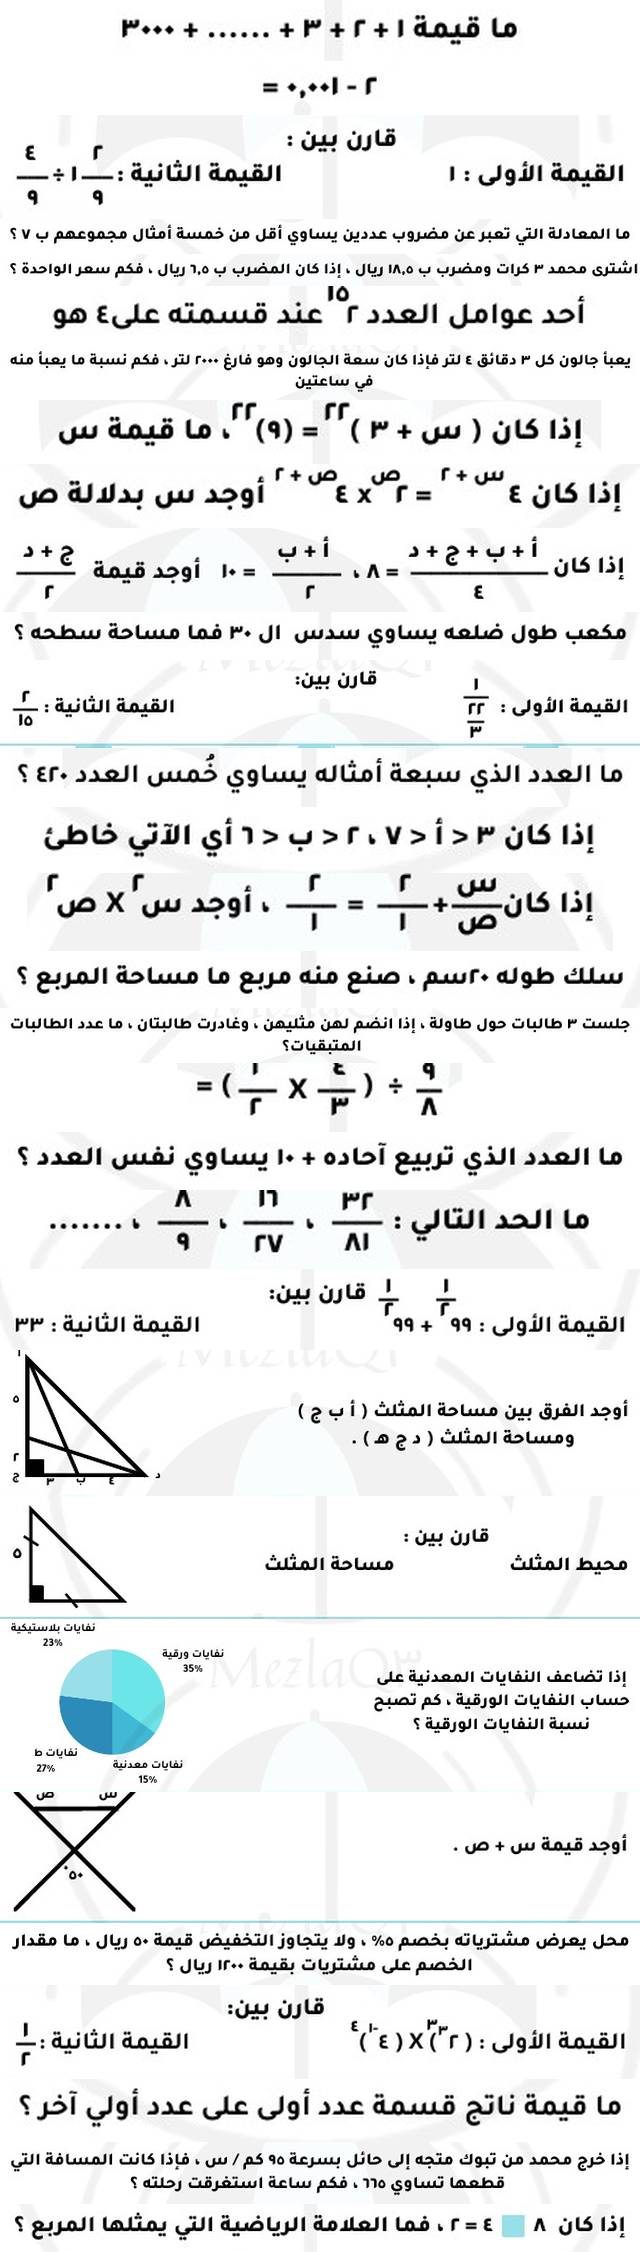 ما قيمة ١ + ٢ + ٣ + ...... + ٣٠٠٠
٢ - ٠,٠٠١ =
قارن بين :
القيمة الأولى : ١ القيمة الثانية : ٢/٩ ١ ÷ ٤/٩
ما المعادلة التي تعبر عن مضروب عددين يساوي أقل من خمسة أمثال مجموعهم ب ٧ ؟
اشترى محمد ٣ كرات ومضرب ب ١٨,٥ ريال ، إذا كان المضرب ب ٦,٥ ريال ، فكم سعر الواحدة ؟
أحد عوامل العدد ٢^١٥ عند قسمته على٤ هو
يعبأ جالون كل ٣ دقائق ٤ لتر فإذا كان سعة الجالون وهو فارغ ٢٠٠٠ لتر ، فكم نسبة ما يعبأ منه
في ساعتين
إذا كان ( س + ٣ )^٢٢ = (٩)^٢٢ ، ما قيمة س
إذا كان ٤^س+٢ = ٢^ص x ٤^ص+٢ أوجد س بدلالة ص
إذا كان أ + ب + ج + د / ٤ = ٨ ، أ + ب / ٢ = ١٠ أوجد قيمة ج + د / ٢
مكعب طول ضلعه يساوي سدس ال ٣٠ فما مساحة سطحه ؟
قارن بين:
القيمة الأولى : ١ / ٢٢/٣ القيمة الثانية : ٢/١٥
ما العدد الذي سبعة أمثاله يساوي خُمس العدد ٤٢٠ ؟
إذا كان ٣ < أ < ٧ ، ٢ < ب < ٦ أي الآتي خاطئ
إذا كان س/ص + ٢/١ = ٢/١ ، أوجد س^٢ X ص^٢
سلك طوله ٢٠سم ، صنع منه مربع ما مساحة المربع ؟
جلست ٣ طالبات حول طاولة ، إذا انضم لهن مثليهن ، وغادرت طالبتان ، ما عدد الطالبات
المتبقيات؟
٩/٨ ÷ ( ٤/٣ X ١/٢ ) =
ما العدد الذي تربيع آحاده + ١٠ يساوي نفس العدد ؟
ما الحد التالي : ٣٢/٨١ ، ١٦/٢٧ ، ٨/٩ ، .......
قارن بين:
القيمة الأولى : ٩٩^١/٢ + ٩٩^١/٢ القيمة الثانية : ٣٣
أ
٥
٢
ج ٣ ب ٤ د
أوجد الفرق بين مساحة المثلث ( أ ب ج )
ومساحة المثلث ( د ج ه ) .
٥
قارن بين :
محيط المثلث مساحة المثلث
نفايات بلاستيكية
23%
نفايات ورقية
35%
نفايات ط
27%
نفايات معدنية
15%
MezlaQ٣
إذا تضاعف النفايات المعدنية على
حساب النفايات الورقية ، كم تصبح
نسبة النفايات الورقية ؟
ص س
٥٠°
أوجد قيمة س + ص .
محل يعرض مشترياته بخصم ٥% ، ولا يتجاوز التخفيض قيمة ٥٠ ريال ، ما مقدار
الخصم على مشتريات بقيمة ١٢٠٠ ريال ؟
قارن بين:
القيمة الأولى : ( ٢^٣ )^٣ X ( ٤^-١ )^٤ القيمة الثانية : ١/٢
ما قيمة ناتج قسمة عدد أولى على عدد أولي آخر ؟
إذا خرج محمد من تبوك متجه إلى حائل بسرعة ٩٥ كم / س ، فإذا كانت المسافة التي
قطعها تساوي ٦٦٥ ، فكم ساعة استغرقت رحلته ؟
إذا كان ٨ ٤ = ٢ ، فما العلامة الرياضية التي يمثلها المربع ؟